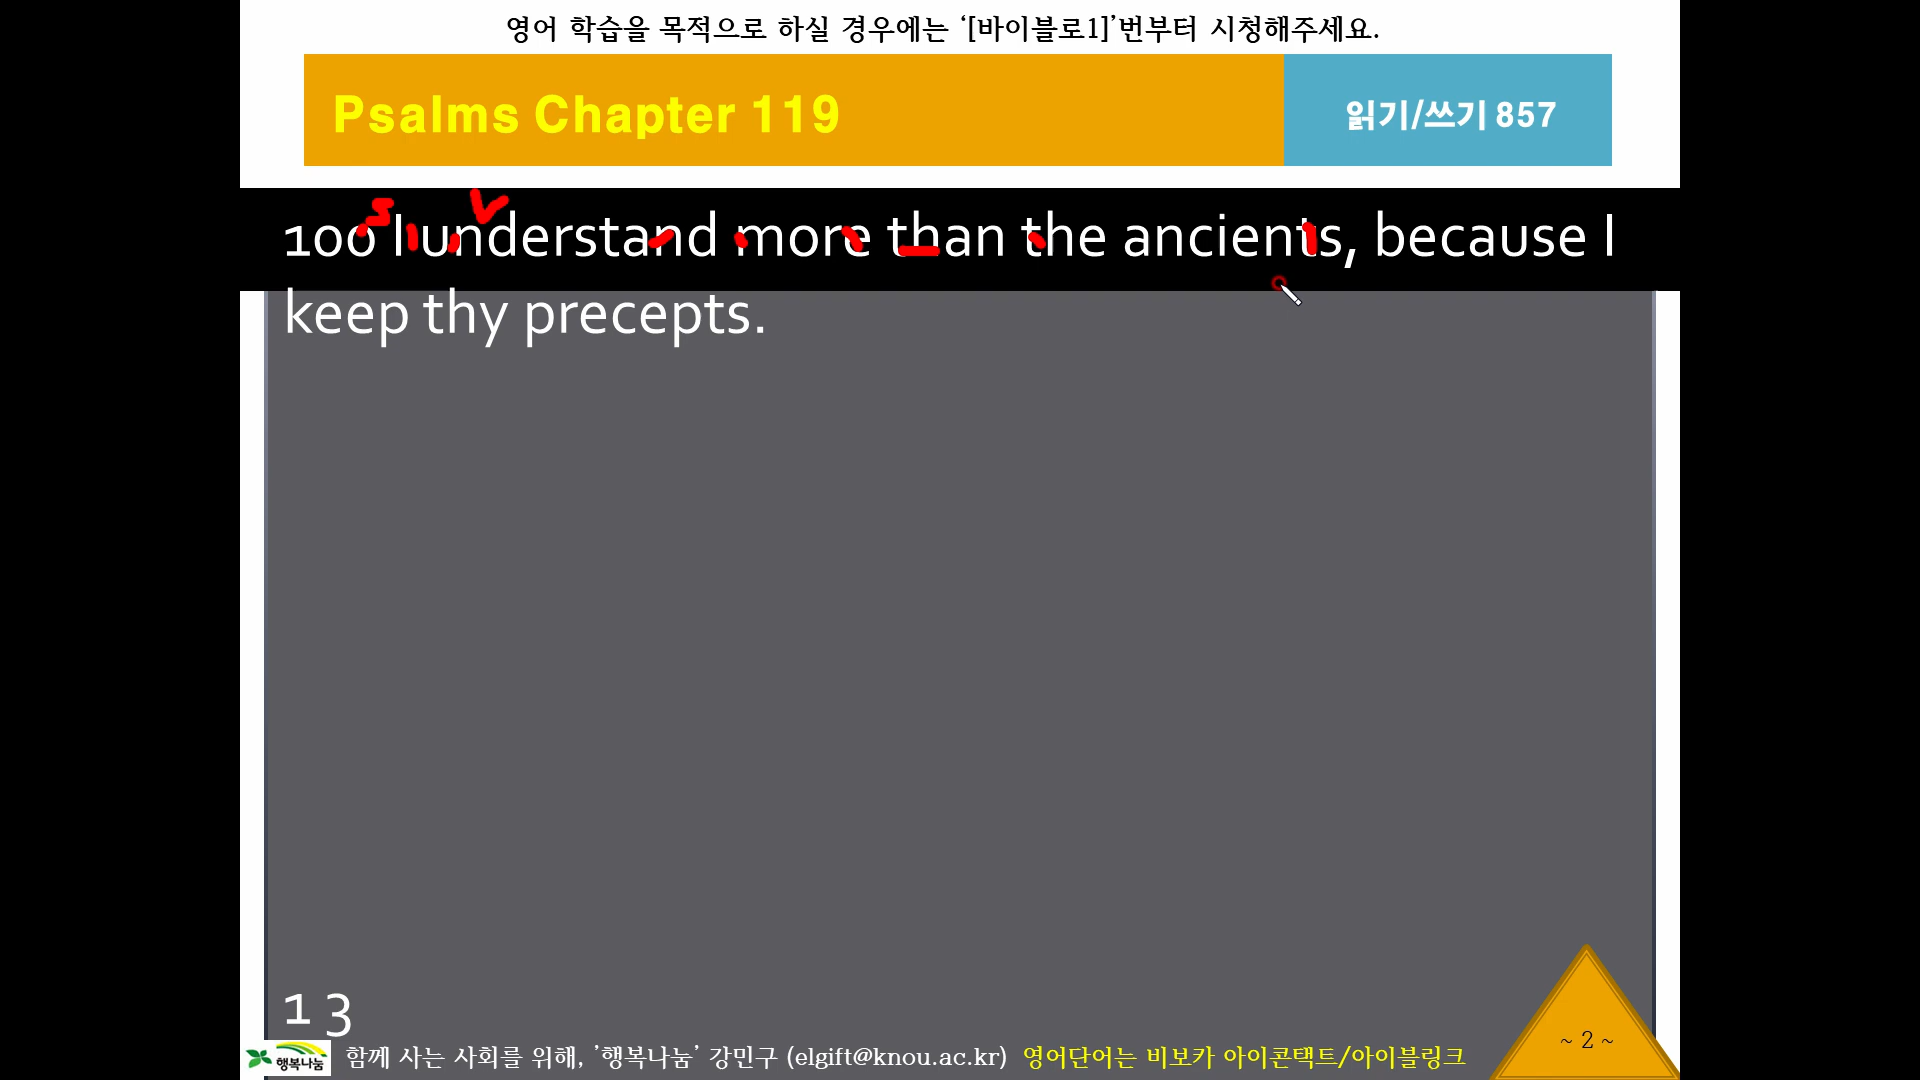 영어 학습을 목적으로 하실 경우에는 ‘[바이블로1]’번부터 시청해주세요.
Psalms Chapter 119
읽기/쓰기 857
100 I understand more than the ancients, because I
keep thy precepts.
1 3
행복나눔
함께 사는 사회를 위해, ’행복나눔’ 강민구 (elgift@knou.ac.kr) 영어단어는 비보카 아이콘택트/아이블링크
~ 2 ~